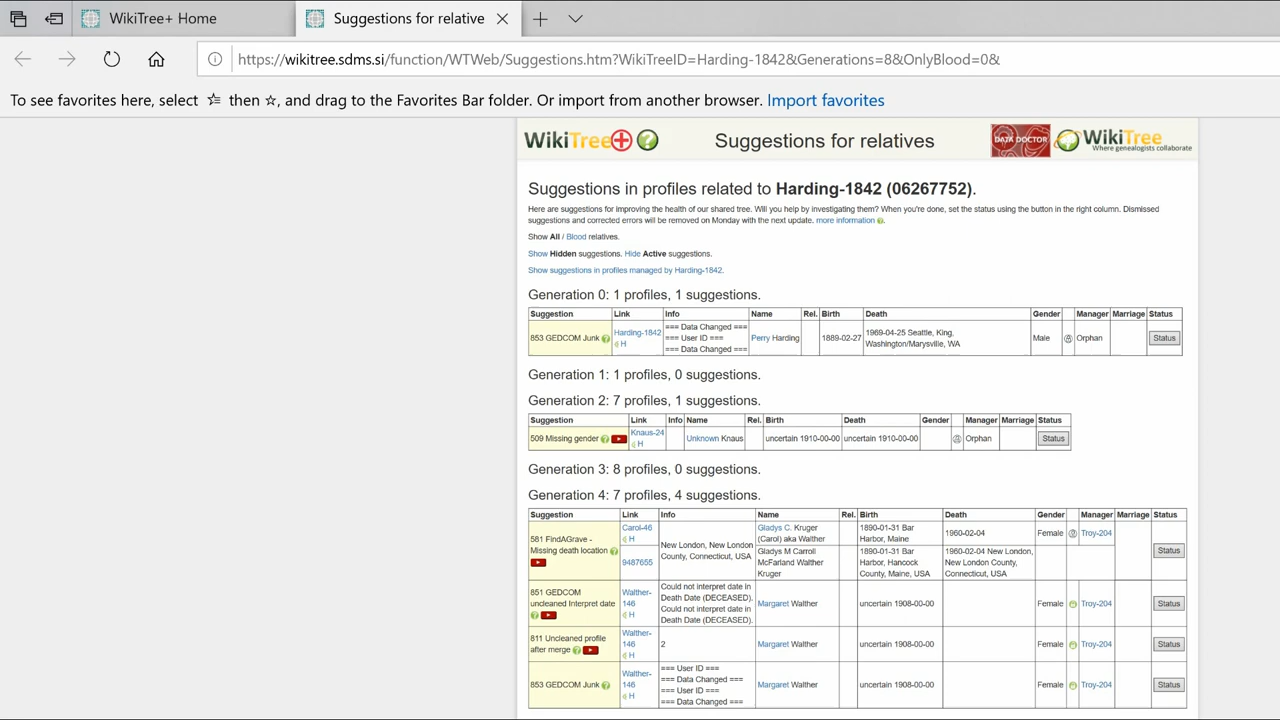 WikiTree+ Home
Suggestions for relative
https://wikitree.sdms.si/function/WTWeb/Suggestions.htm?WikiTreeID=Harding-1842&Generations=8&OnlyBlood=0&
To see favorites here, select then , and drag to the Favorites Bar folder. Or import from another browser. Import favorites
WikiTree+ ? Suggestions for relatives DATA DOCTOR WikiTree
Where genealogists collaborate
Suggestions in profiles related to Harding-1842 (06267752).
Here are suggestions for improving the health of our shared tree. Will you help by investigating them? When you're done, set the status using the button in the right column. Dismissed
suggestions and corrected errors will be removed on Monday with the next update. more information ?.
Show All / Blood relatives.
Show Hidden suggestions. Hide Active suggestions.
Show suggestions in profiles managed by Harding-1842.
Generation 0: 1 profiles, 1 suggestions.
Suggestion Link Info Name Rel. Birth Death Gender Manager Marriage Status
853 GEDCOM Junk ? Harding-1842 H === Data Changed === === User ID === === Data Changed === Perry Harding 1889-02-27 1969-04-25 Seattle, King, Washington/Marysville, WA Male Orphan Status
Generation 1: 1 profiles, 0 suggestions.
Generation 2: 7 profiles, 1 suggestions.
Suggestion Link Info Name Rel. Birth Death Gender Manager Marriage Status
509 Missing gender ? Knaus-24 H Unknown Knaus uncertain 1910-00-00 uncertain 1910-00-00 Orphan Status
Generation 3: 8 profiles, 0 suggestions.
Generation 4: 7 profiles, 4 suggestions.
Suggestion Link Info Name Rel. Birth Death Gender Manager Marriage Status
581 FindAGrave - Missing death location ? Carol-46 H New London, New London County, Connecticut, USA Gladys C. Kruger (Carol) aka Walther 1890-01-31 Bar Harbor, Maine 1960-02-04 Female Troy-204 Status
9487655 Gladys M Carroll McFarland Walther Kruger 1890-01-31 Bar Harbor, Hancock County, Maine, USA 1960-02-04 New London, New London County, Connecticut, USA
851 GEDCOM uncleaned Interpret date ? Walther-146 H Could not interpret date in Death Date (DECEASED). Could not interpret date in Death Date (DECEASED). Margaret Walther uncertain 1908-00-00 Female Troy-204 Status
811 Uncleaned profile after merge ? Walther-146 H 2 Margaret Walther uncertain 1908-00-00 Female Troy-204 Status
853 GEDCOM Junk ? Walther-146 H === User ID === === Data Changed === === User ID === === Data Changed === Margaret Walther uncertain 1908-00-00 Female Troy-204 Status